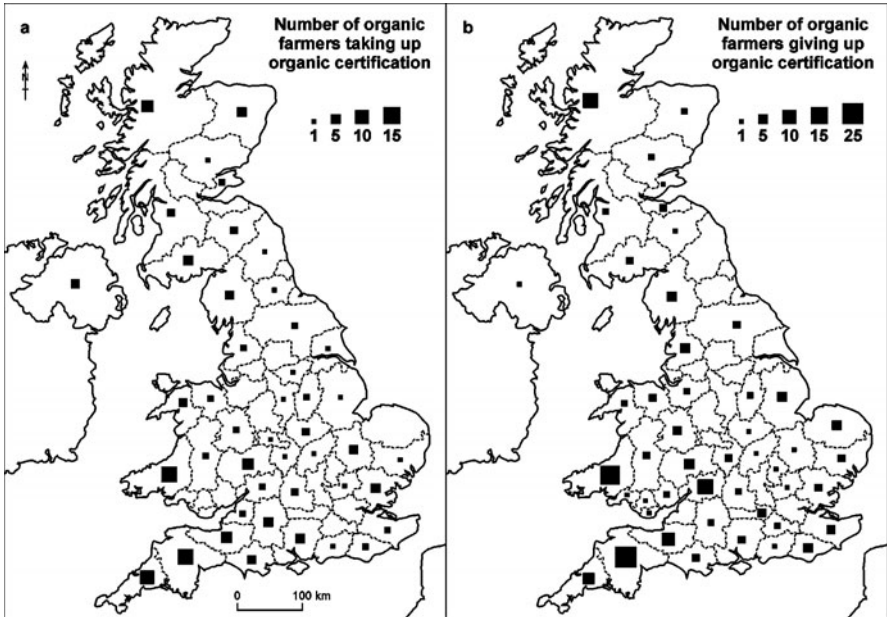 a
Number of organic
farmers taking up
organic certification
N
1 5 10 15
0 100 km
b
Number of organic
farmers giving up
organic certification
1 5 10 15 25